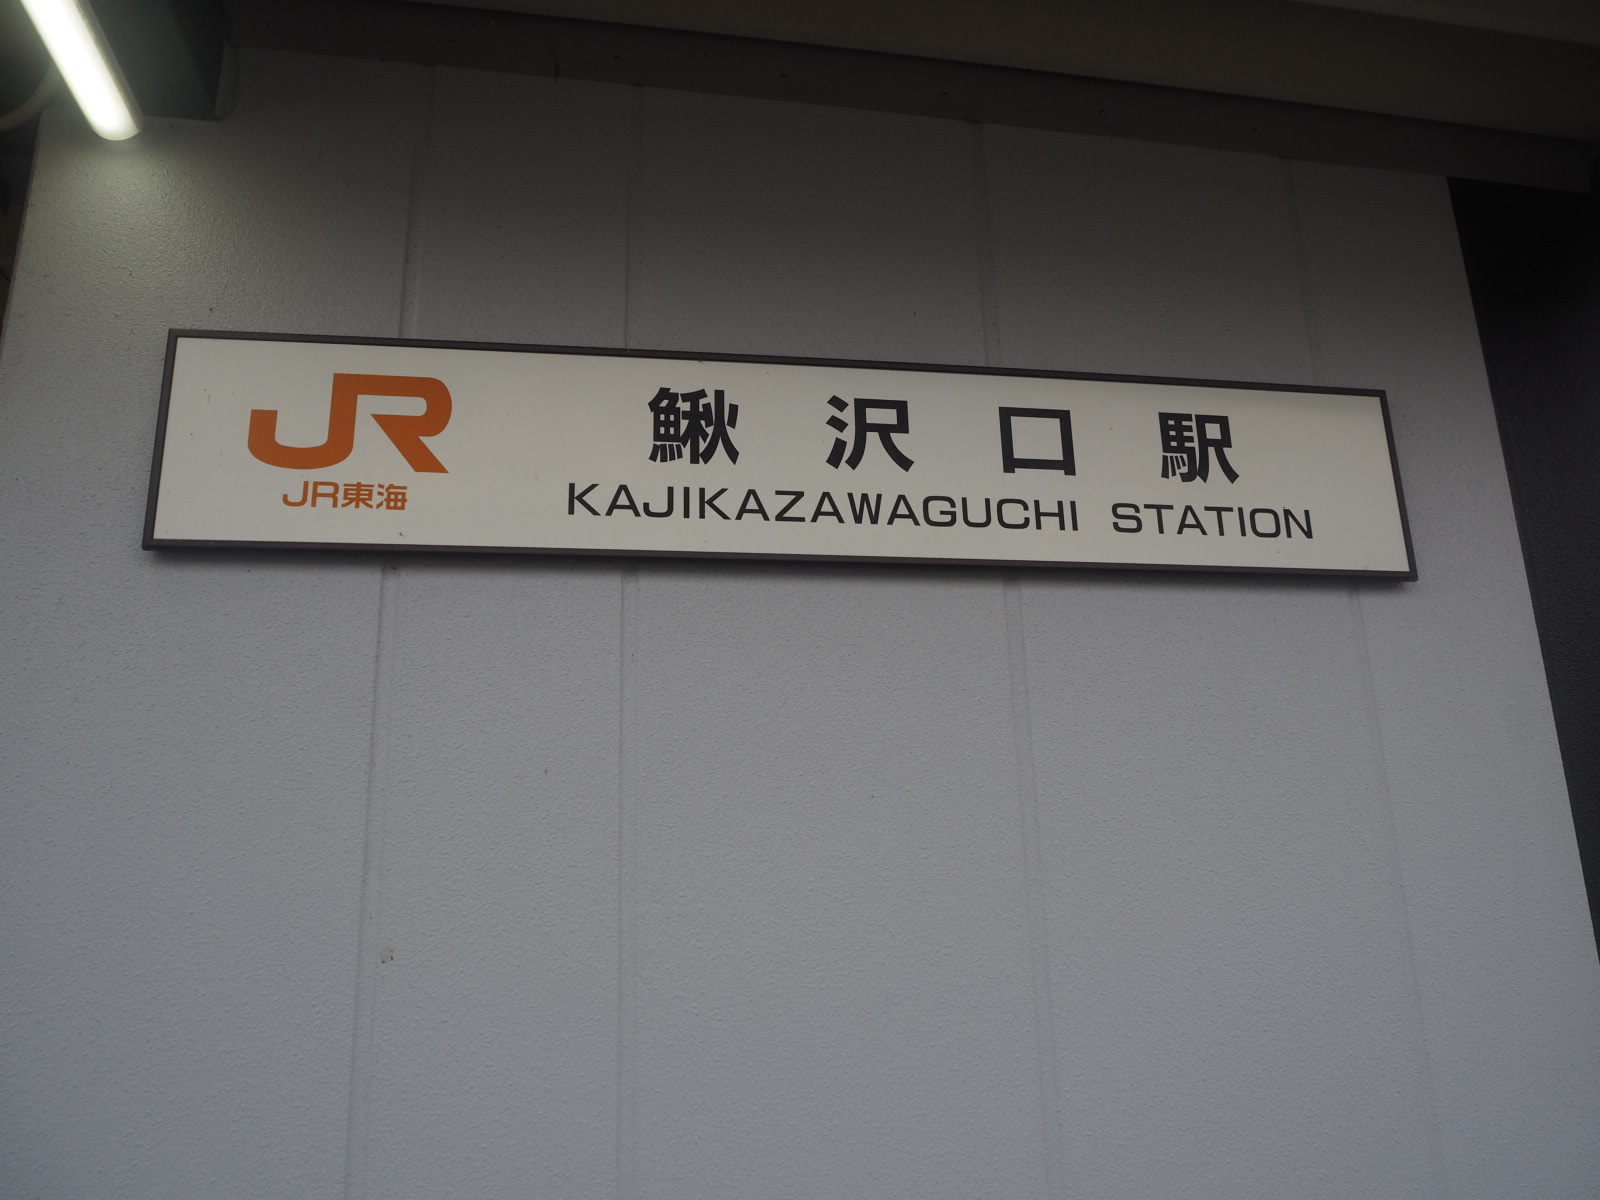 JR
JR東海
鰍沢口駅
KAJIKAZAWAGUCHI STATION